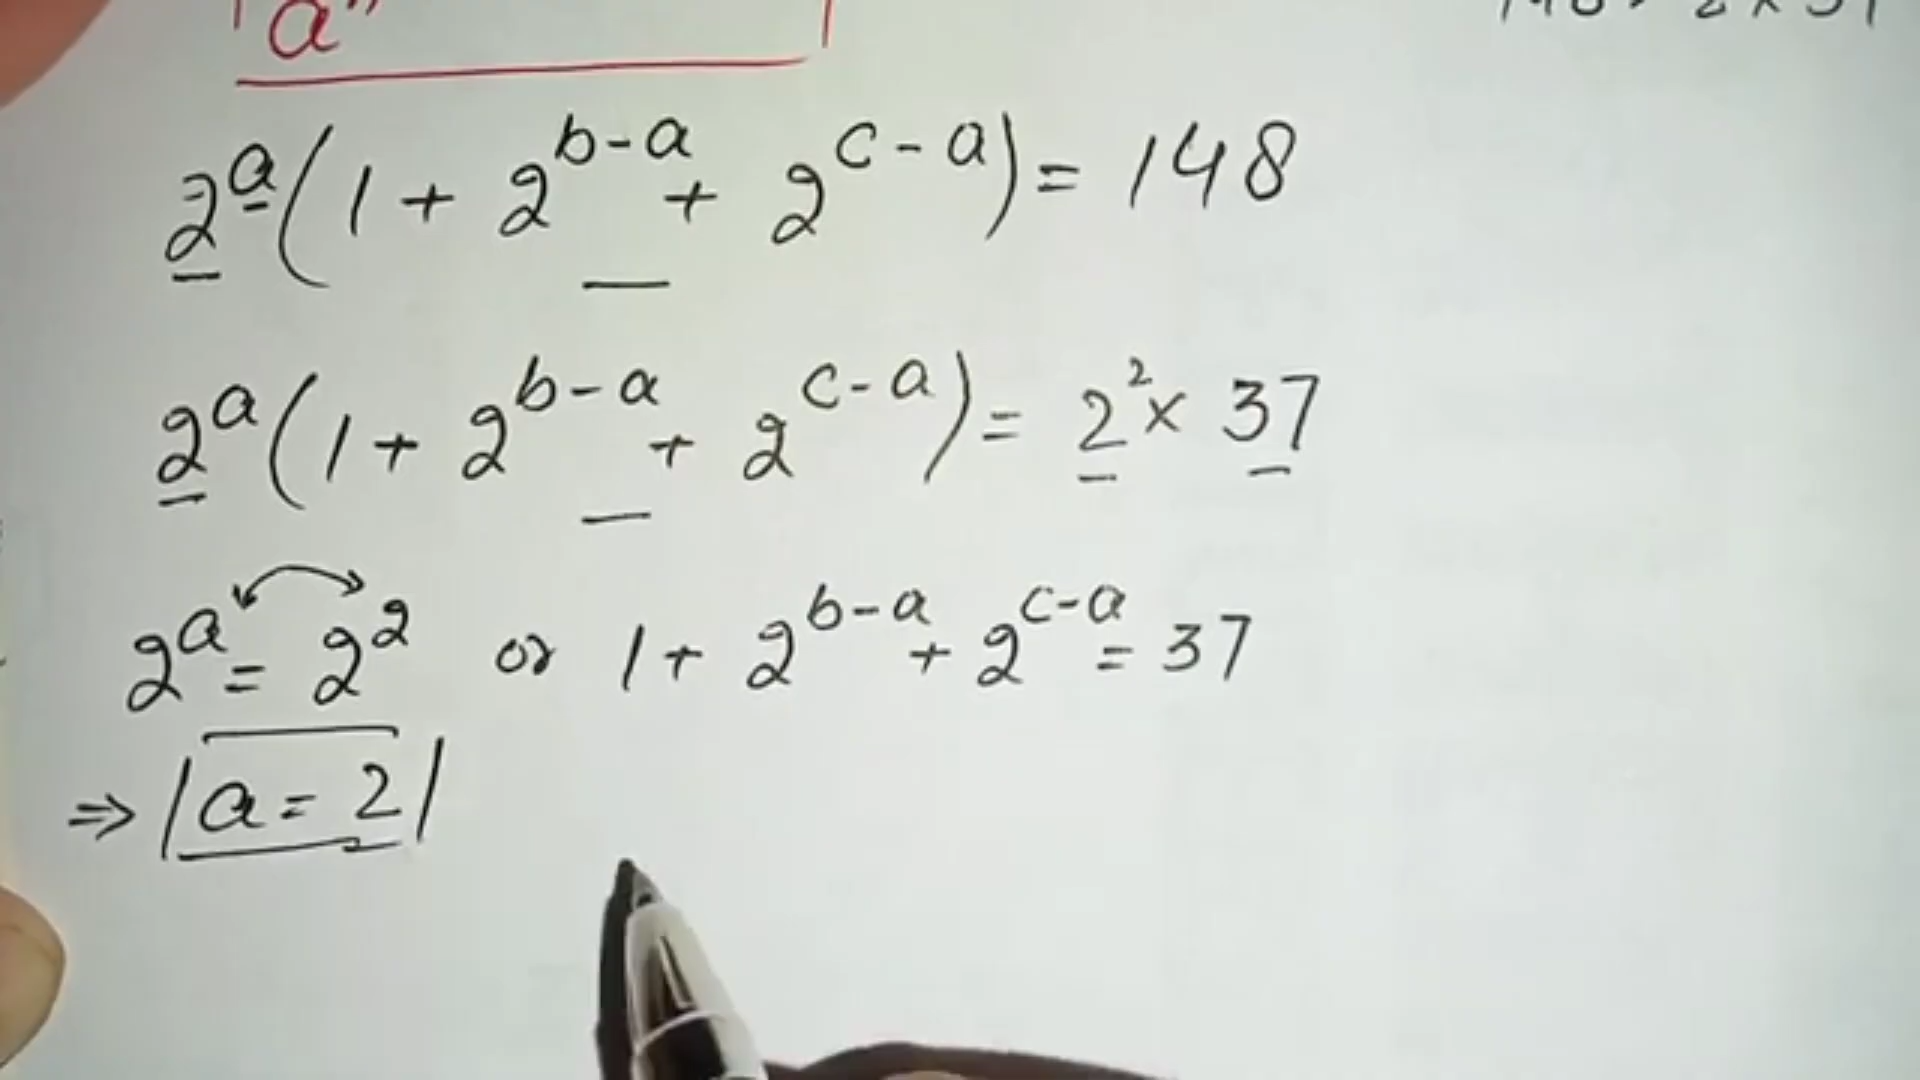 a"
2^a(1 + 2^{b-a} + 2^{c-a}) = 148
2^a(1 + 2^{b-a} + 2^{c-a}) = 2^2 × 37
2^a = 2^2 or 1 + 2^{b-a} + 2^{c-a} = 37
⇒ |a = 2|